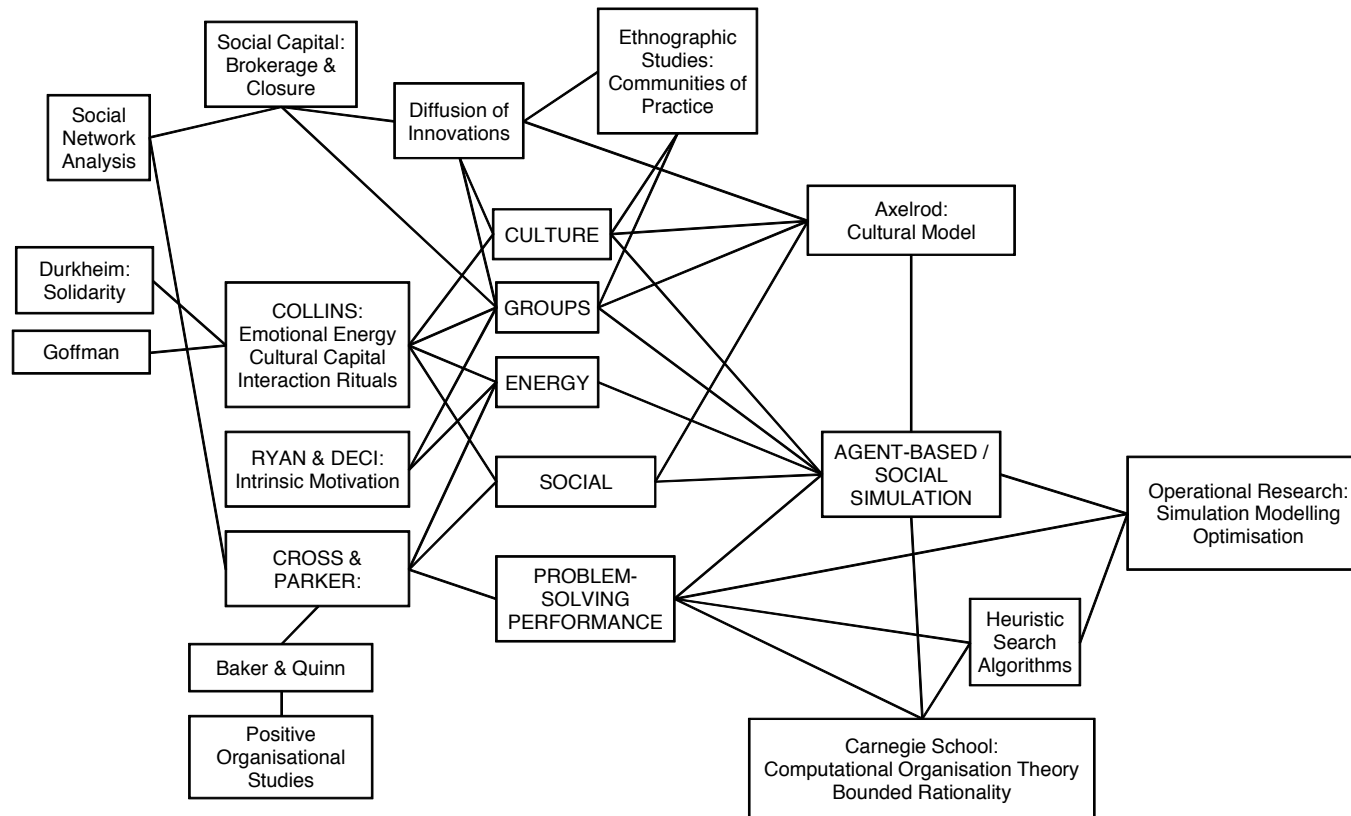 Social Capital:
Brokerage &
Closure
Ethnographic
Studies:
Communities of
Practice
Diffusion of
Innovations
Social
Network
Analysis
CULTURE
Axelrod:
Cultural Model
Durkheim:
Solidarity
Goffman
COLLINS:
Emotional Energy
Cultural Capital
Interaction Rituals
GROUPS
ENERGY
RYAN & DECI:
Intrinsic Motivation
SOCIAL
AGENT-BASED /
SOCIAL
SIMULATION
Operational Research:
Simulation Modelling
Optimisation
CROSS &
PARKER:
PROBLEM-
SOLVING
PERFORMANCE
Heuristic
Search
Algorithms
Baker & Quinn
Positive
Organisational
Studies
Carnegie School:
Computational Organisation Theory
Bounded Rationality